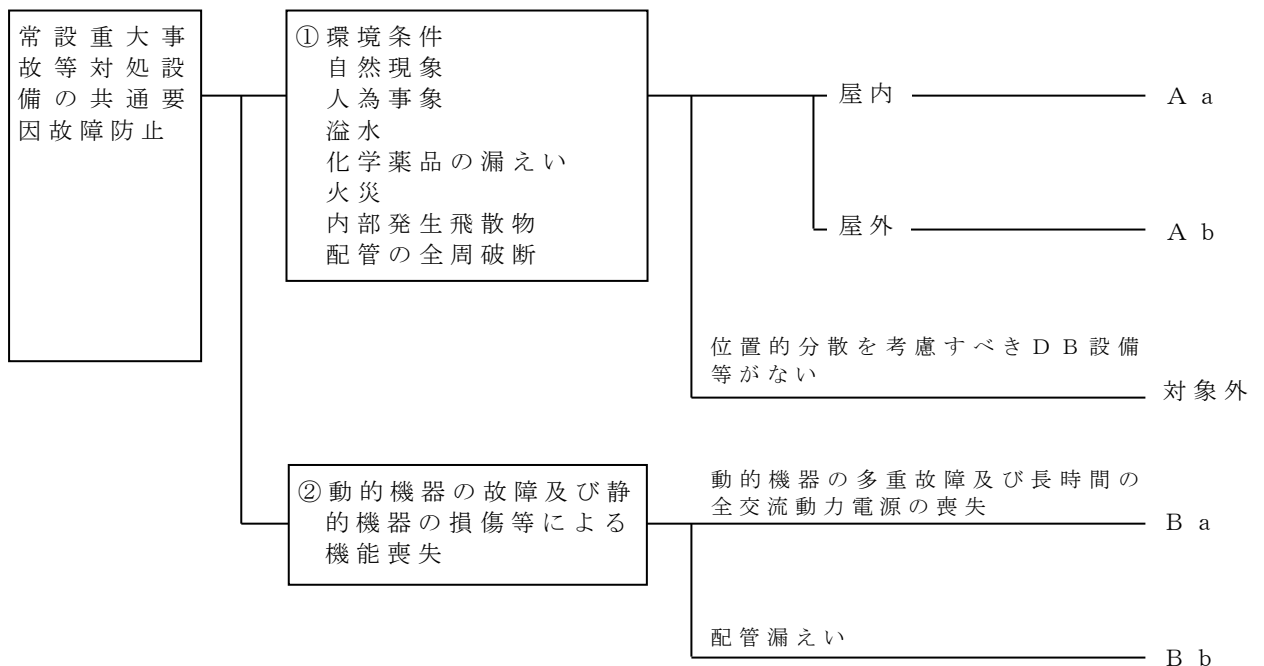 常設重大事
故等対処設
備の共通要
因故障防止
①環境条件
自然現象
人為事象
溢水
化学薬品の漏えい
火災
内部発生飛散物
配管の全周破断
屋内
Ａａ
屋外
Ａｂ
位置的分散を考慮すべきＤＢ設備
等がない
対象外
②動的機器の故障及び静
的機器の損傷等による
機能喪失
動的機器の多重故障及び長時間の
全交流動力電源の喪失
Ｂａ
配管漏えい
Ｂｂ